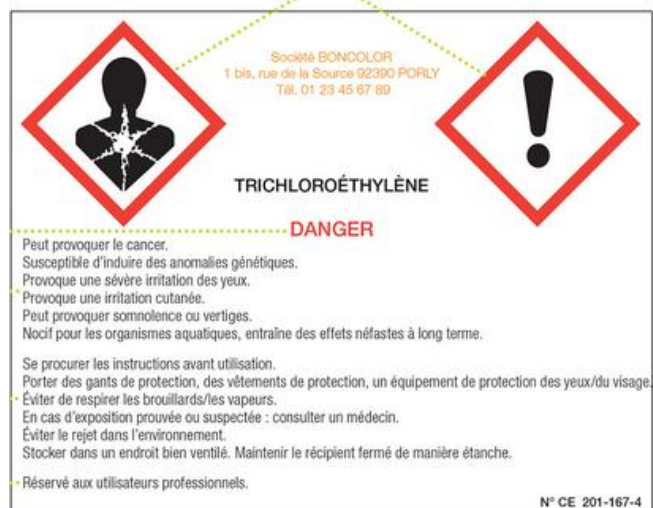 Société BONCOLOR
1 bis, rue de la Source 92390 PORLY
Tél. 01 23 45 67 89
TRICHLOROÉTHYLÈNE
DANGER
Peut provoquer le cancer.
Susceptible d'induire des anomalies génétiques.
Provoque une sévère irritation des yeux.
Provoque une irritation cutanée.
Peut provoquer somnolence ou vertiges.
Nocif pour les organismes aquatiques, entraîne des effets néfastes à long terme.
Se procurer les instructions avant utilisation.
Porter des gants de protection, des vêtements de protection, un équipement de protection des yeux/du visage.
Éviter de respirer les brouillards/les vapeurs.
En cas d'exposition prouvée ou suspectée : consulter un médecin.
Éviter le rejet dans l'environnement.
Stocker dans un endroit bien ventilé. Maintenir le récipient fermé de manière étanche.
Réservé aux utilisateurs professionnels.
N° CE 201-167-4